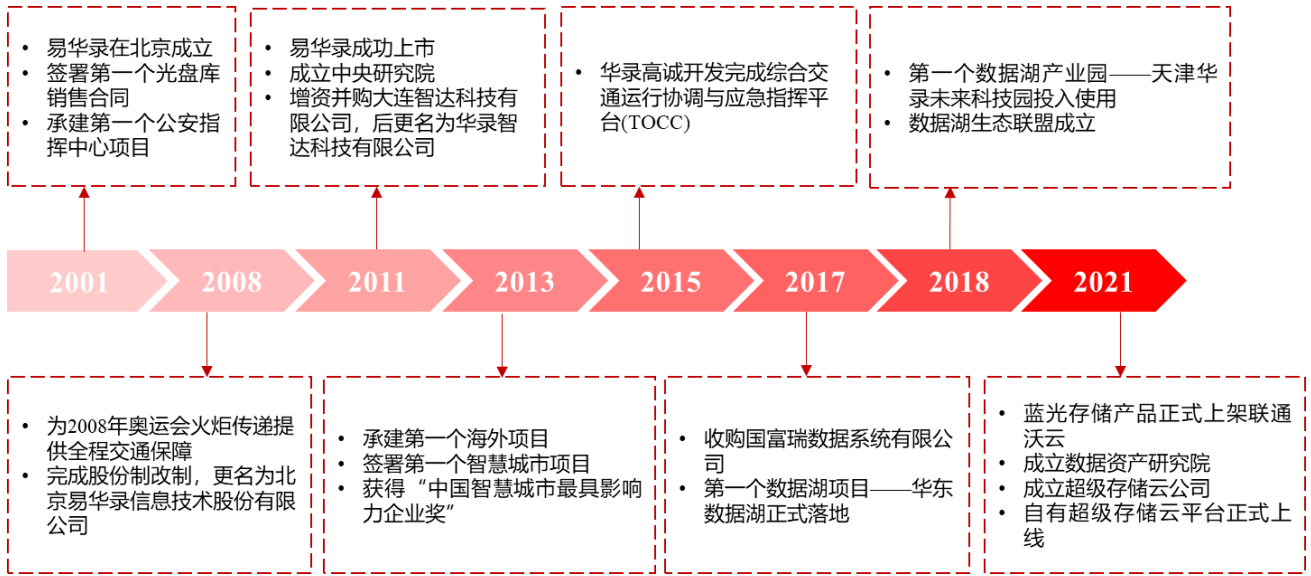 • 易华录在北京成立
• 签署第一个光盘库
销售合同
• 承建第一个公安指
挥中心项目
• 易华录成功上市
• 成立中央研究院
• 增资并购大连智达科技有
限公司，后更名为华录智
达科技有限公司
• 华录高诚开发完成综合交
通运行协调与应急指挥平
台(TOCC)
• 第一个数据湖产业园——天津华
录未来科技园投入使用
• 数据湖生态联盟成立
2001
2008
2011
2013
2015
2017
2018
2021
• 为2008年奥运会火炬传递提
供全程交通保障
• 完成股份制改制，更名为北
京易华录信息技术股份有限
公司
• 承建第一个海外项目
• 签署第一个智慧城市项目
• 获得“中国智慧城市最具影响
力企业奖”
• 收购国富瑞数据系统有限公
司
• 第一个数据湖项目——华东
数据湖正式落地
• 蓝光存储产品正式上架联通
沃云
• 成立数据资产研究院
• 成立超级存储云公司
• 自有超级存储云平台正式上
线